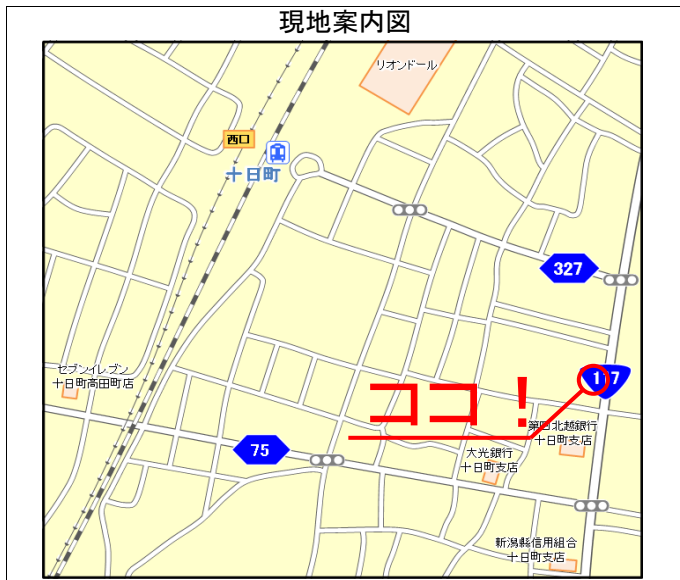 現地案内図
リオンドール
西口
十日町
327
セブンイレブン
十日町高田町店
117
ココ！
第四北越銀行
十日町支店
75
大光銀行
十日町支店
新潟縣信用組合
十日町支店